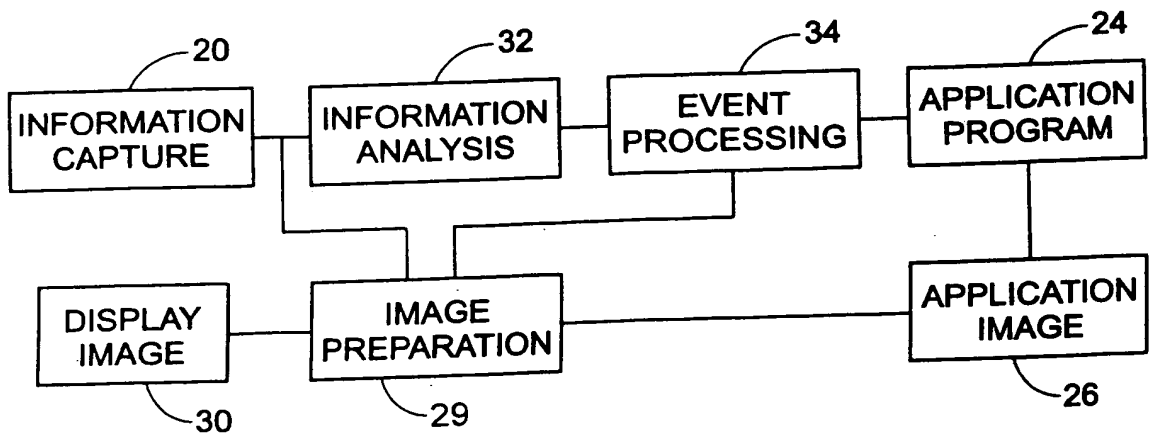 20
32
34
24
INFORMATION
CAPTURE
INFORMATION
ANALYSIS
EVENT
PROCESSING
APPLICATION
PROGRAM
DISPLAY
IMAGE
IMAGE
PREPARATION
APPLICATION
IMAGE
30
29
26